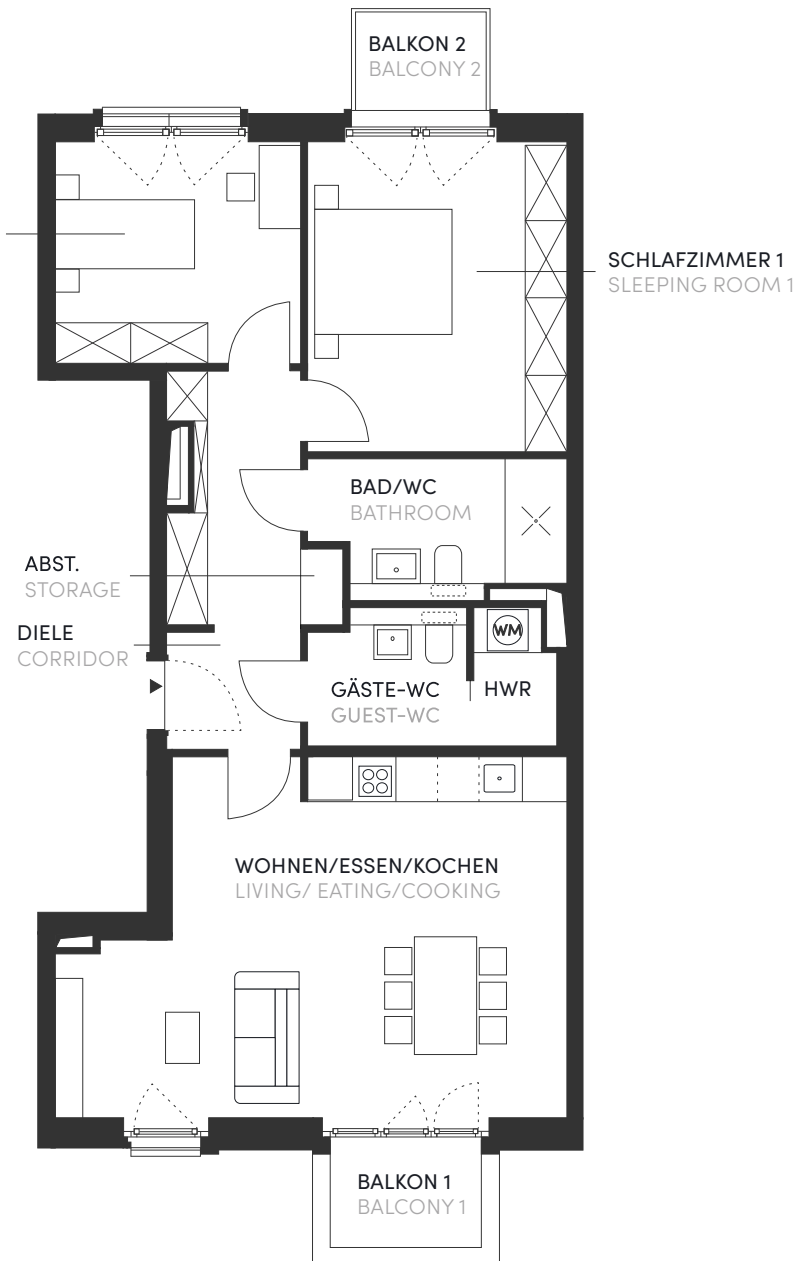 BALKON 2
BALCONY 2
SCHLAFZIMMER 1
SLEEPING ROOM 1
BAD/WC
BATHROOM
ABST.
STORAGE
DIELE
CORRIDOR
WM
GÄSTE-WC
GUEST-WC
HWR
WOHNEN/ESSEN/KOCHEN
LIVING/ EATING/COOKING
BALKON 1
BALCONY 1